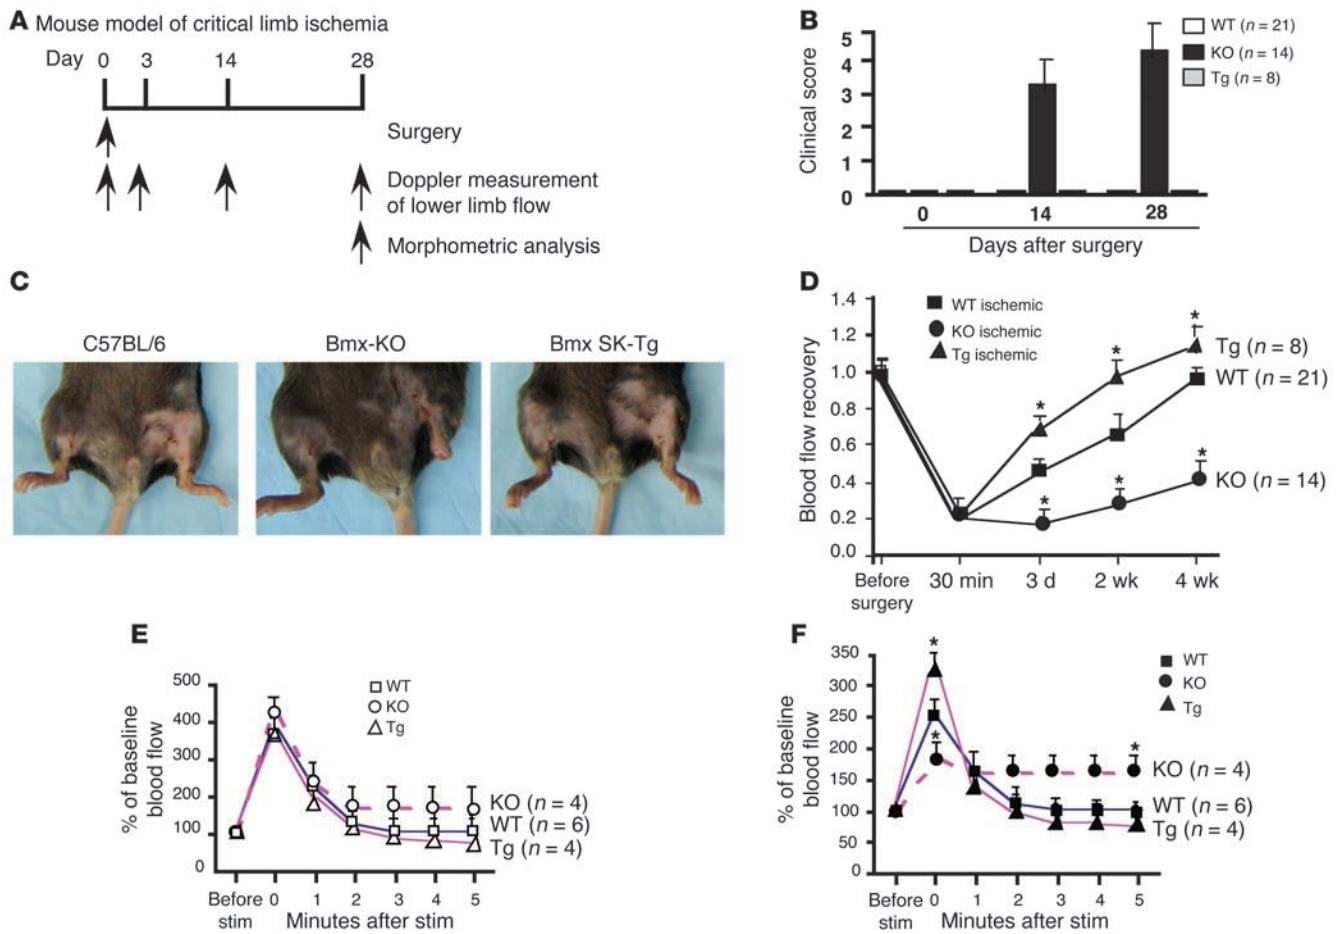 A Mouse model of critical limb ischemia
Day 0 3 14 28
Surgery
Doppler measurement
of lower limb flow
Morphometric analysis
B
Clinical score
5
4
3
2
1
0
0 14 28
Days after surgery
WT (n = 21)
KO (n = 14)
Tg (n = 8)
C
C57BL/6 Bmx-KO Bmx SK-Tg
D
Blood flow recovery
1.4
1.2
1.0
0.8
0.6
0.4
0.2
0.0
WT ischemic
KO ischemic
Tg ischemic
* * * * * *
Tg (n = 8)
WT (n = 21)
KO (n = 14)
Before
surgery
30 min 3 d 2 wk 4 wk
E
% of baseline
blood flow
500
400
300
200
100
0
WT
KO
Tg
KO (n = 4)
WT (n = 6)
Tg (n = 4)
Before
stim
0 1 2 3 4 5
Minutes after stim
F
% of baseline
blood flow
350
300
250
200
150
100
50
0
WT
KO
Tg
* * *
KO (n = 4)
WT (n = 6)
Tg (n = 4)
Before
stim
0 1 2 3 4 5
Minutes after stim